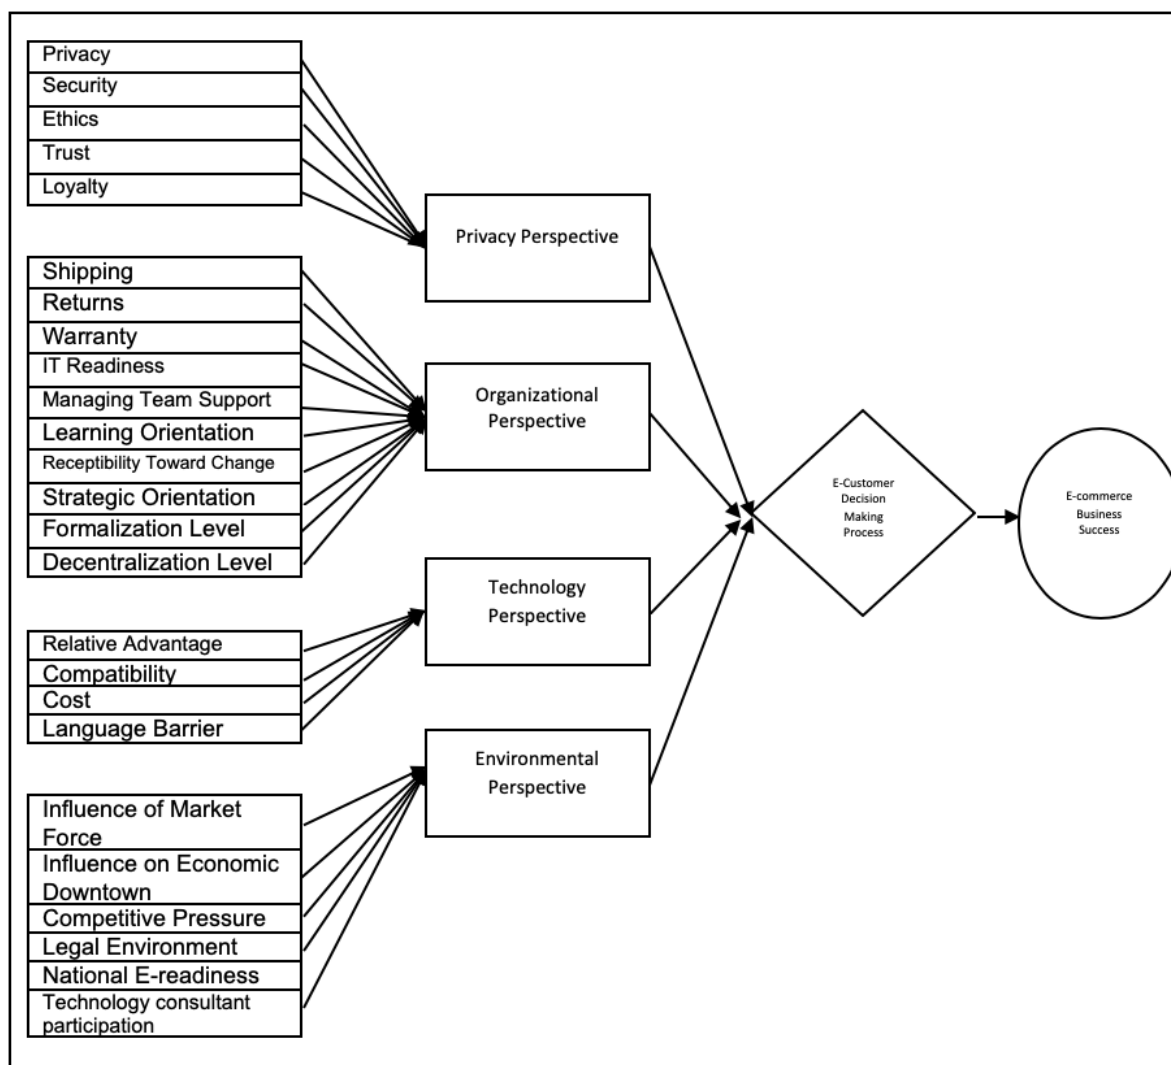 Privacy
Security
Ethics
Trust
Loyalty
Shipping
Returns
Warranty
IT Readiness
Managing Team Support
Learning Orientation
Receptibility Toward Change
Strategic Orientation
Formalization Level
Decentralization Level
Relative Advantage
Compatibility
Cost
Language Barrier
Influence of Market
Force
Influence on Economic
Downtown
Competitive Pressure
Legal Environment
National E-readiness
Technology consultant
participation
Privacy Perspective
Organizational
Perspective
Technology
Perspective
Environmental
Perspective
E-Customer
Decision
Making
Process
E-commerce
Business
Success